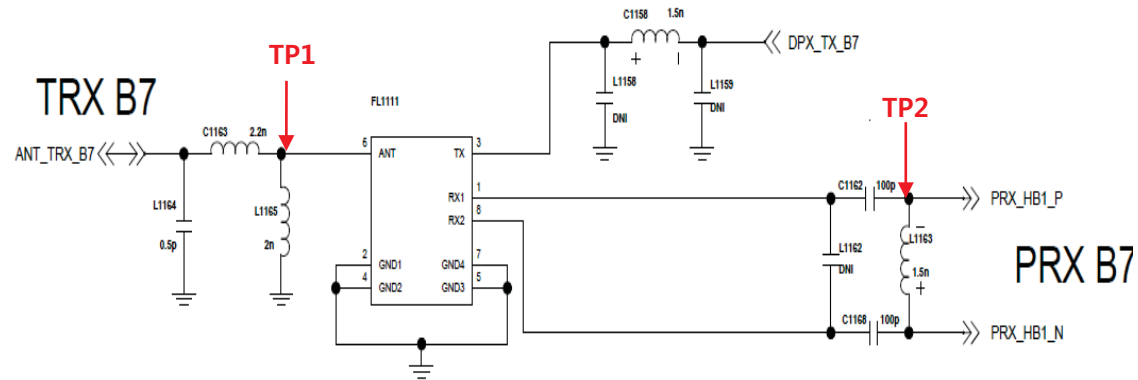 C1158 1.5n
DPX_TX_B7
TP1
+ –
L1158
DNI
L1159
DNI
TRX B7
FL1111
TP2
C1163 2.2n
ANT_TRX_B7
6 ANT TX 3
C1162 100p
RX1 1
PRX_HB1_P
L1164
0.5p
L1165
2n
RX2 8
–
L1163
1.5n
+
L1162
DNI
PRX B7
2 GND1 GND4 7
4 GND2 GND3 5
C1168 100p
PRX_HB1_N